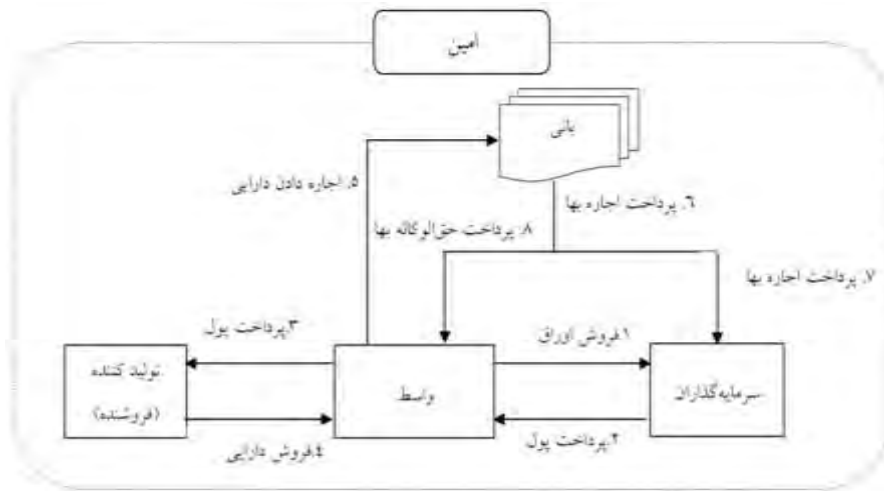 امین
بانی
۵. اجاره دادن دارایی
۶. پرداخت اجاره بها
۸. پرداخت حق‌الوکاله بها
۷. پرداخت اجاره بها
۳.پرداخت پول
۱.فروش اوراق
تولید کننده
(فروشنده)
واسط
سرمایه‌گذاران
۴.فروش دارایی
۲.پرداخت پول